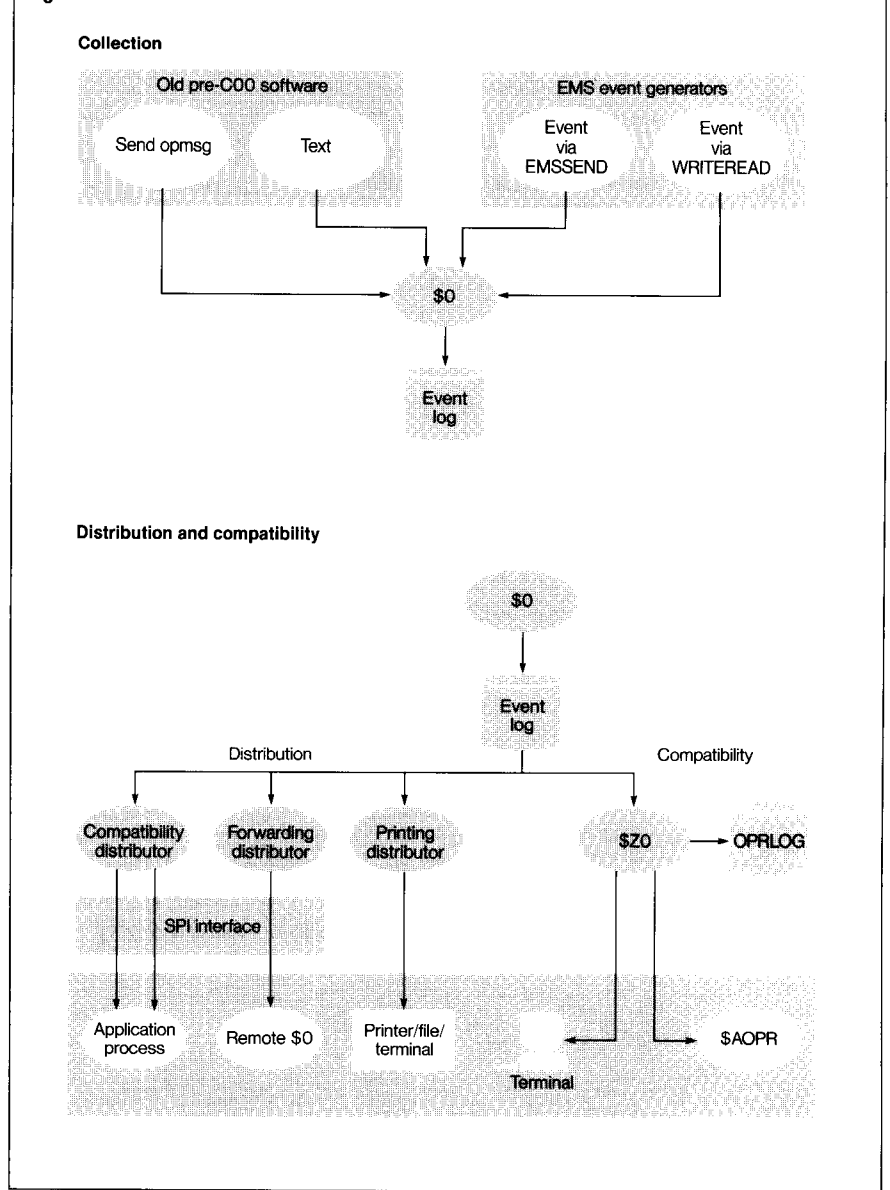 Collection
Old pre-C00 software
EMS event generators
Send opmsg
Text
Event
via
EMSSEND
Event
via
WRITEREAD
$0
Event
log
Distribution and compatibility
$0
Event
log
Distribution
Compatibility
Compatibility
distributor
Forwarding
distributor
Printing
distributor
$Z0
OPRLOG
SPI interface
Application
process
Remote $0
Printer/file/
terminal
Terminal
$AOPR